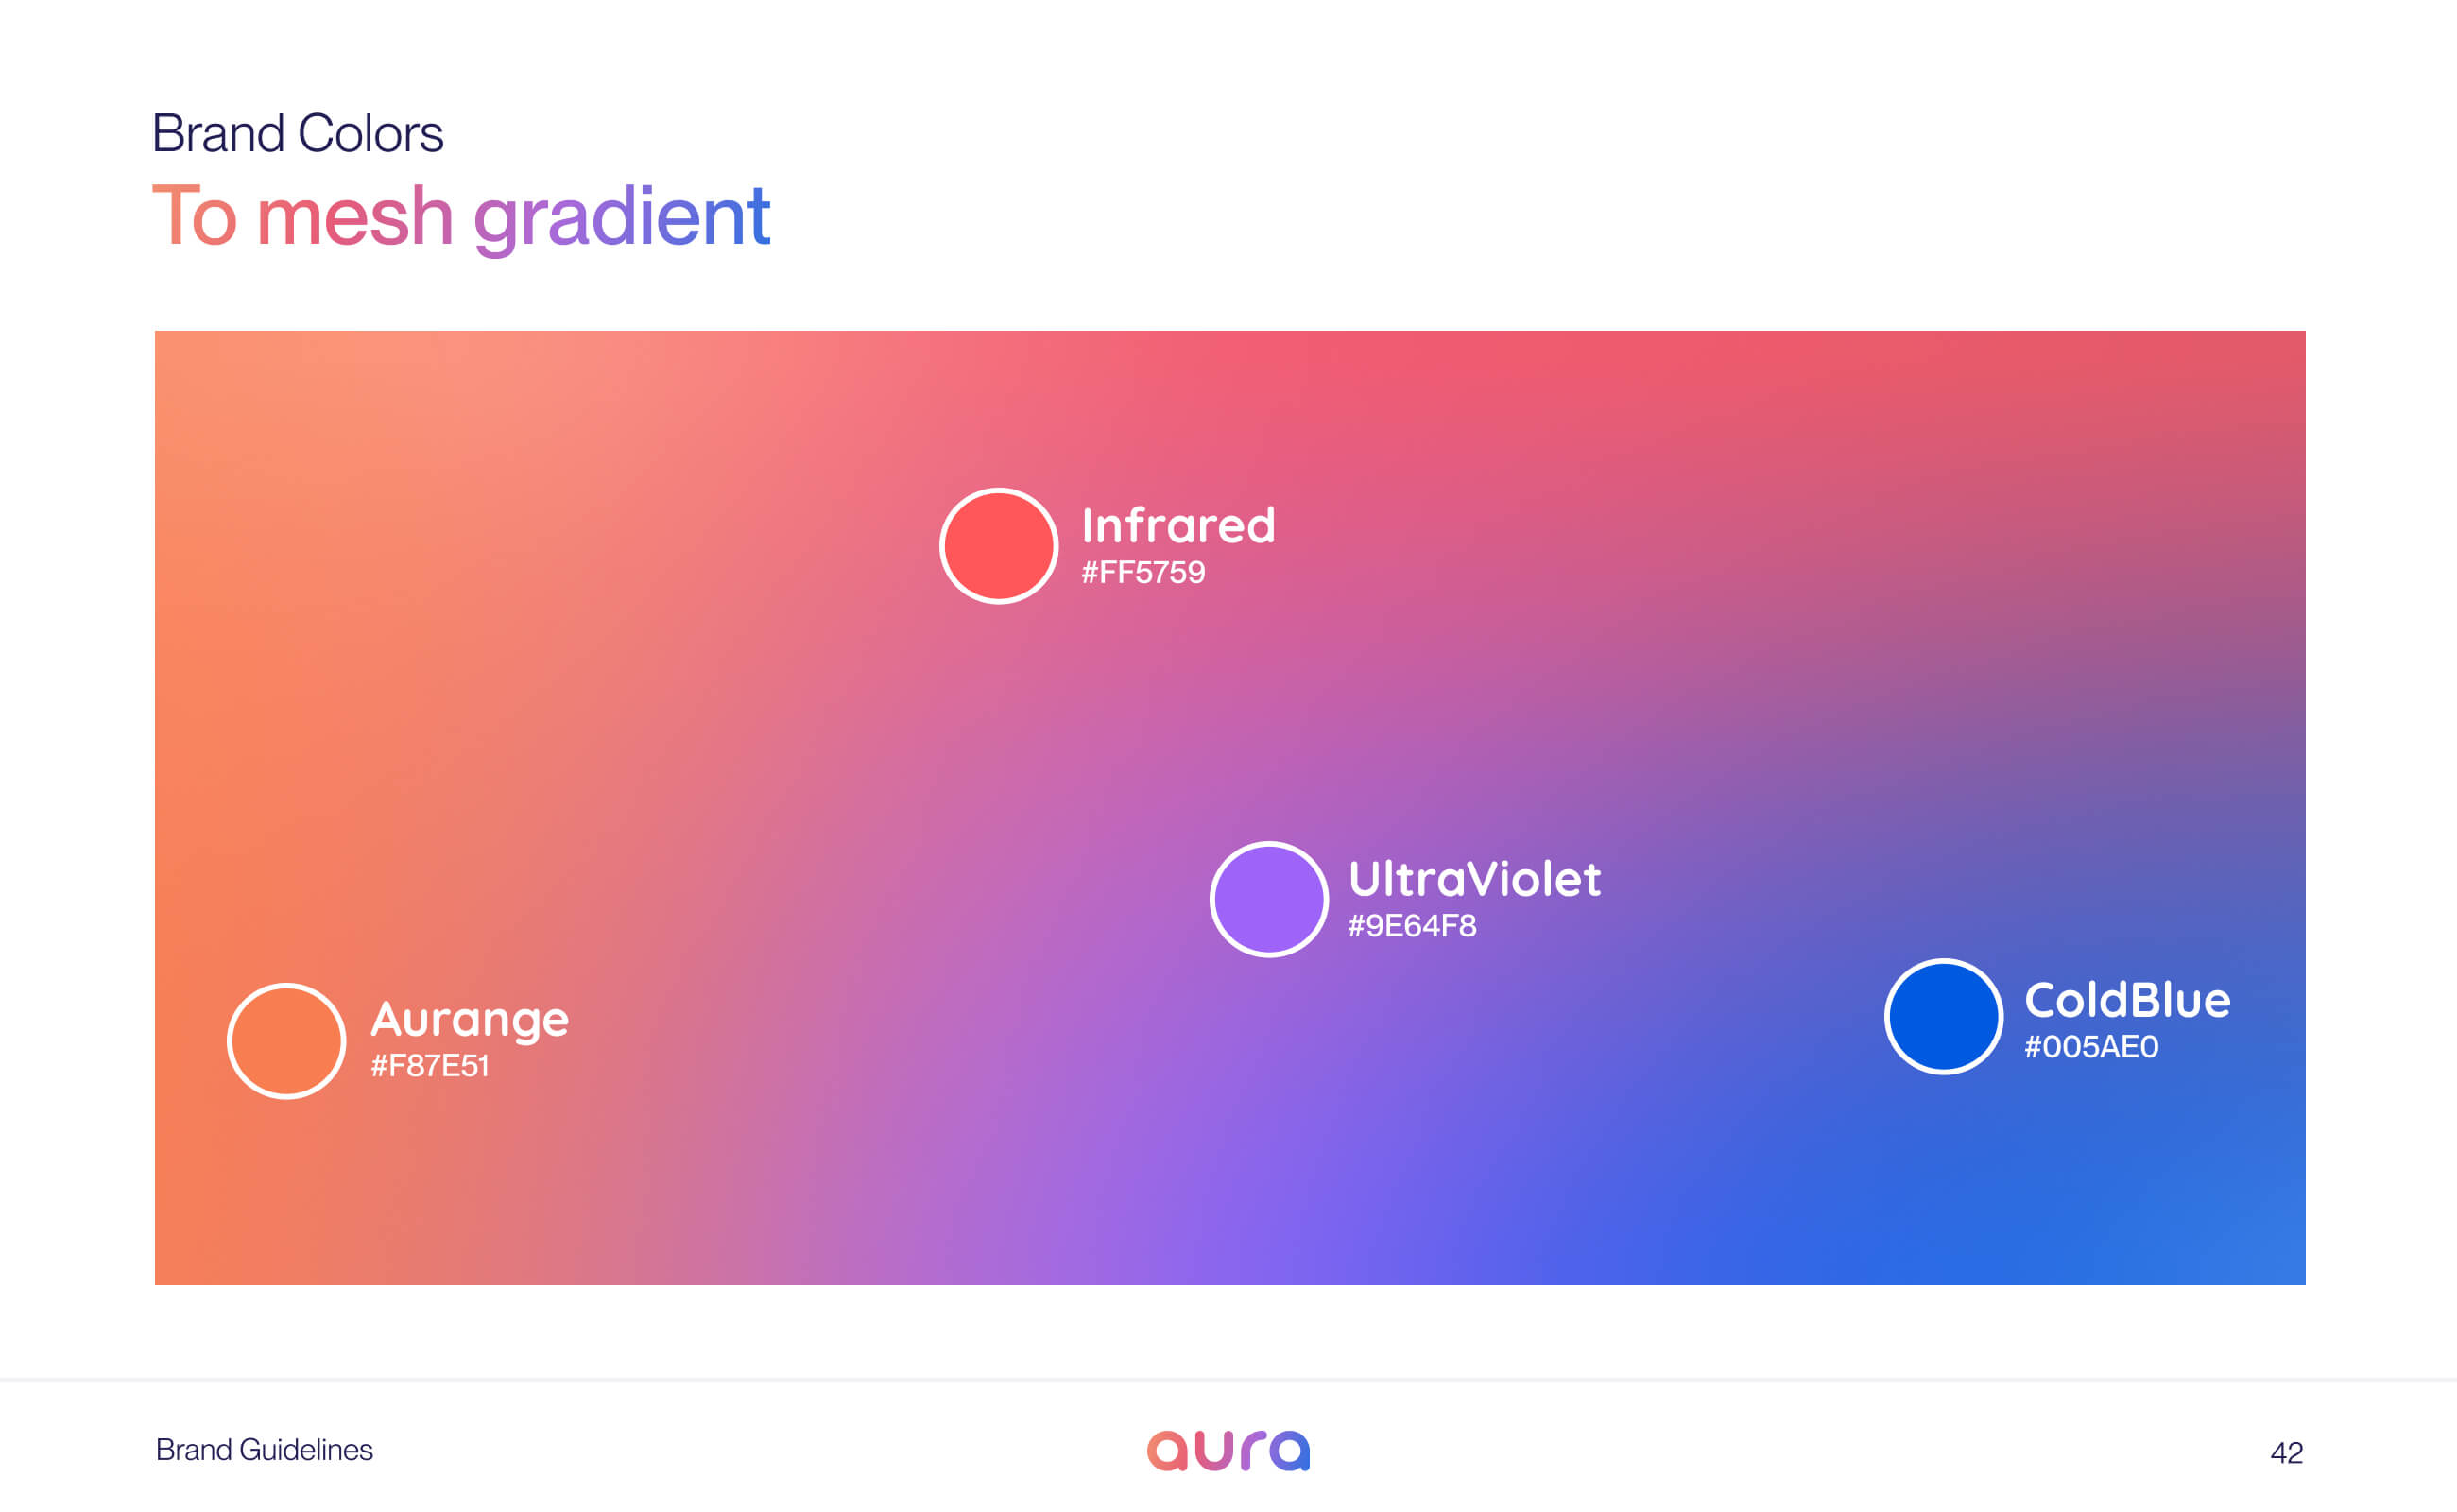 Brand Colors
To mesh gradient
Infrared
#FF5759
UltraViolet
#9E64F8
Aurange
#F87E51
ColdBlue
#005AE0
Brand Guidelines
aura
42